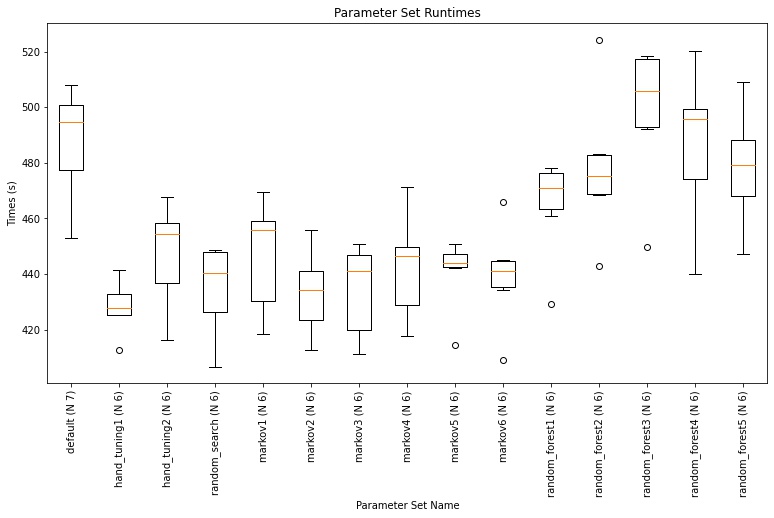 Parameter Set Runtimes
520
500
480
460
440
420
Times (s)
default (N 7)
hand_tuning1 (N 6)
hand_tuning2 (N 6)
random_search (N 6)
markov1 (N 6)
markov2 (N 6)
markov3 (N 6)
markov4 (N 6)
markov5 (N 6)
markov6 (N 6)
random_forest1 (N 6)
random_forest2 (N 6)
random_forest3 (N 6)
random_forest4 (N 6)
random_forest5 (N 6)
Parameter Set Name